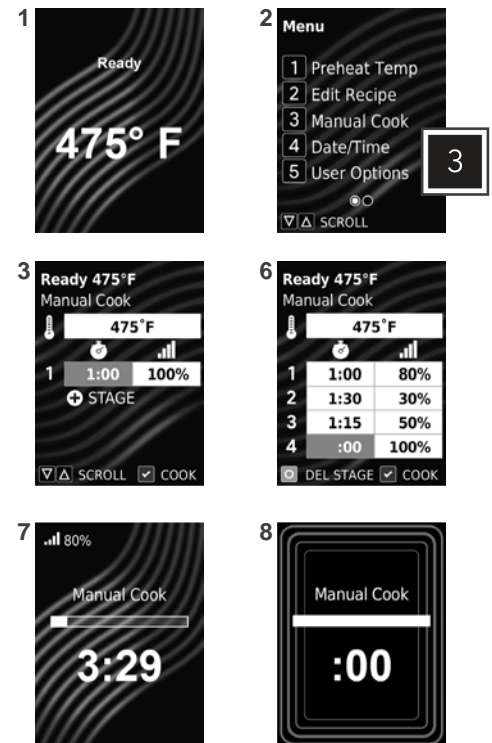 1
Ready
475° F
2
Menu
1 Preheat Temp
2 Edit Recipe
3 Manual Cook
4 Date/Time
5 User Options
3
SCROLL
3
Ready 475°F
Manual Cook
475°F
1 1:00 100%
STAGE
SCROLL COOK
6
Ready 475°F
Manual Cook
475°F
1 1:00 80%
2 1:30 30%
3 1:15 50%
4 :00 100%
DEL STAGE COOK
7
80%
Manual Cook
3:29
8
Manual Cook
:00